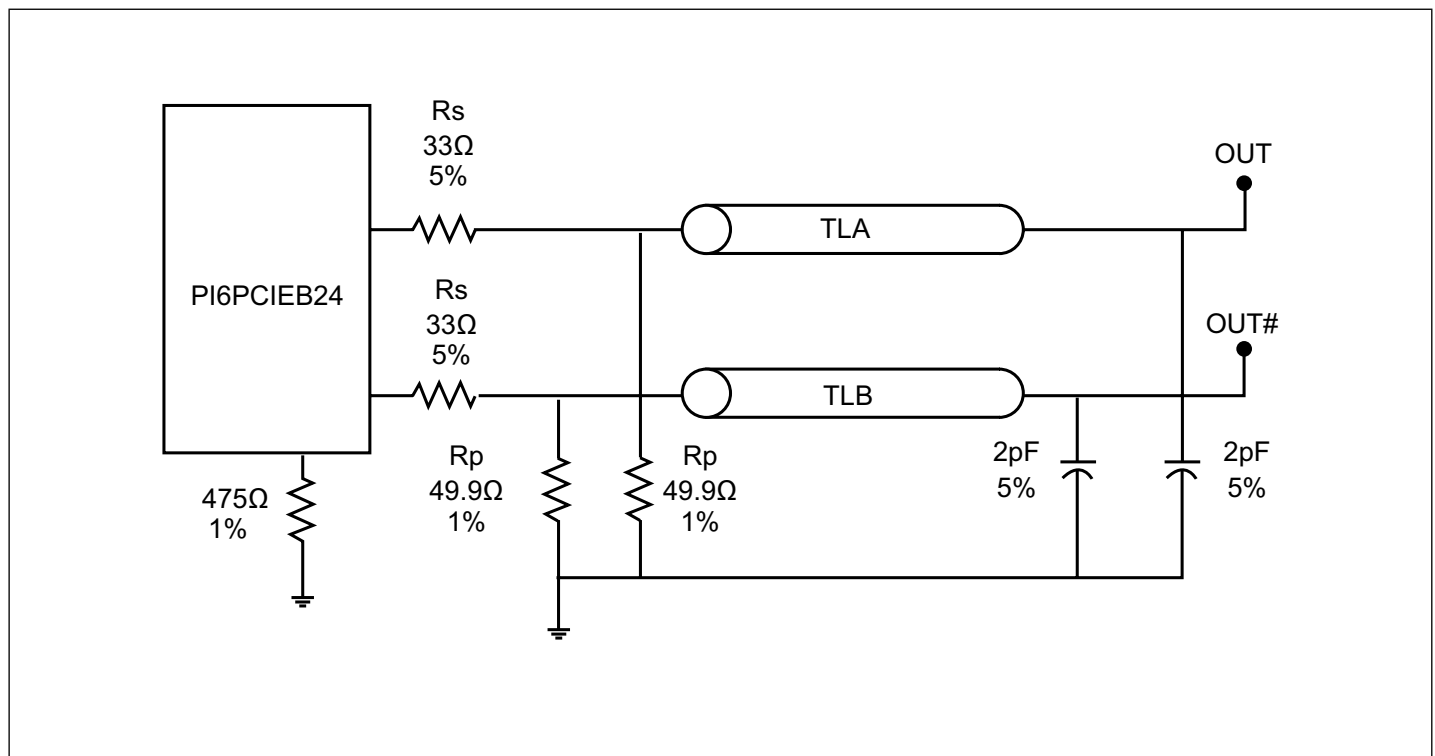 Rs
33Ω
5%
OUT
TLA
PI6PCIEB24
Rs
33Ω
5%
OUT#
TLB
475Ω
1%
Rp
49.9Ω
1%
Rp
49.9Ω
1%
2pF
5%
2pF
5%